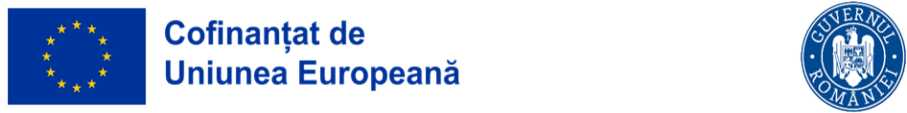 Cofinanțat de
Uniunea Europeană
GUVERNUL
ROMÂNIEI